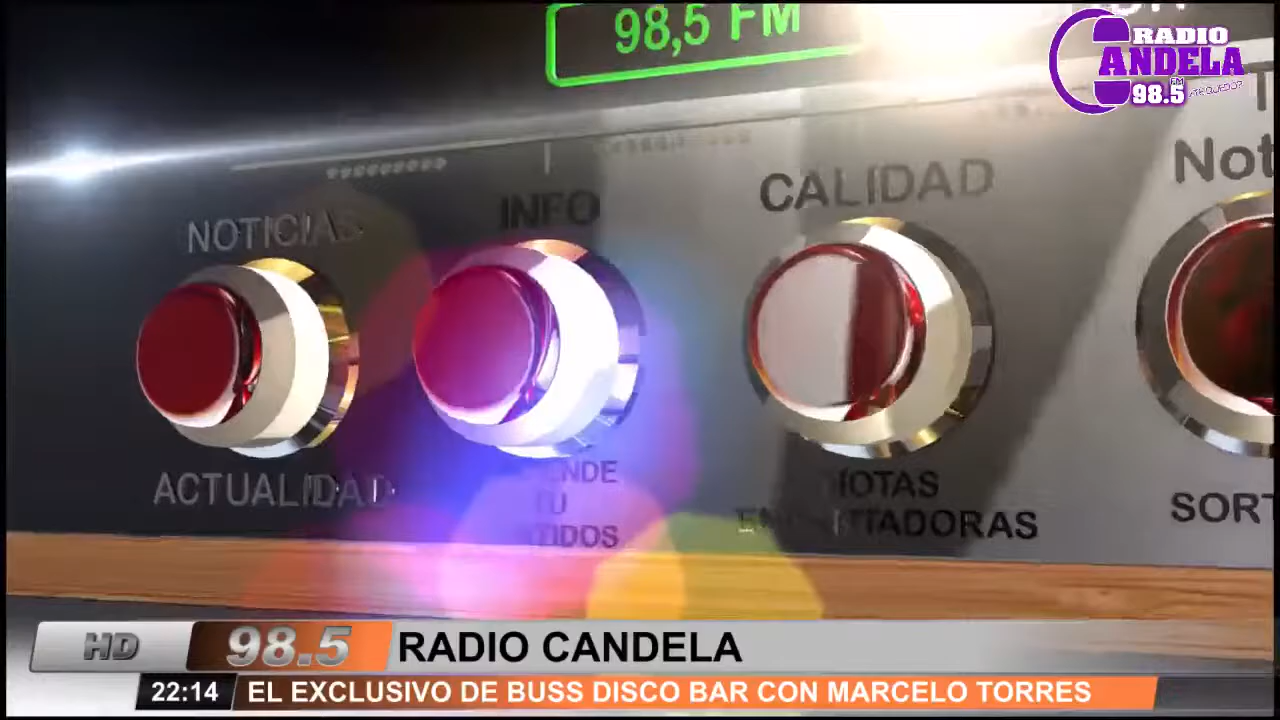 98,5 FM
RADIO
CANDELA
FM
98.5
NOTICIAS
INFO
CALIDAD
Not
ACTUALIDAD
NOTAS
SORT
HD
98.5
RADIO CANDELA
22:14
EL EXCLUSIVO DE BUSS DISCO BAR CON MARCELO TORRES